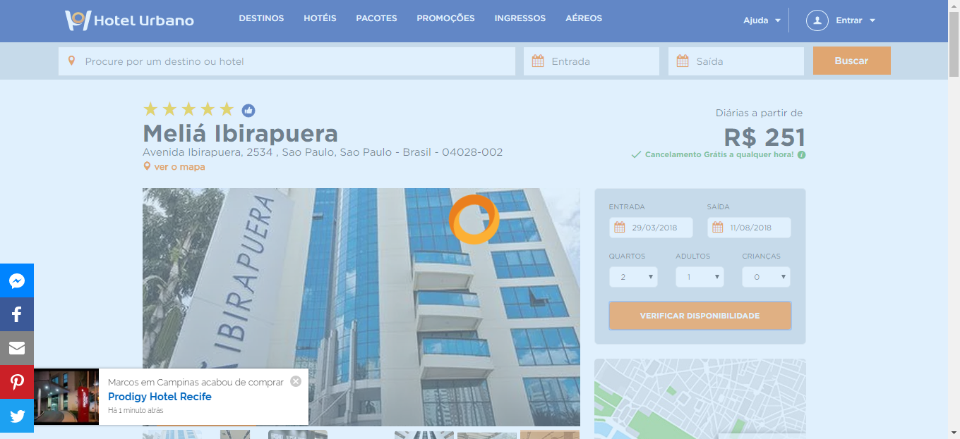 Hotel Urbano
DESTINOS HOTÉIS PACOTES PROMOÇÕES INGRESSOS AÉREOS
Ajuda
Entrar
Procure por um destino ou hotel
Entrada
Saída
Buscar
Meliá Ibirapuera
Avenida Ibirapuera, 2534 , Sao Paulo, Sao Paulo - Brasil - 04028-002
ver o mapa
Diárias a partir de
R$ 251
Cancelamento Grátis a qualquer hora!
IBIRAPUERA
ENTRADA SAÍDA
29/03/2018 11/08/2018
QUARTOS ADULTOS CRIANÇAS
2 1 0
VERIFICAR DISPONIBILIDADE
Marcos em Campinas acabou de comprar
Prodigy Hotel Recife
Há 1 minuto atrás